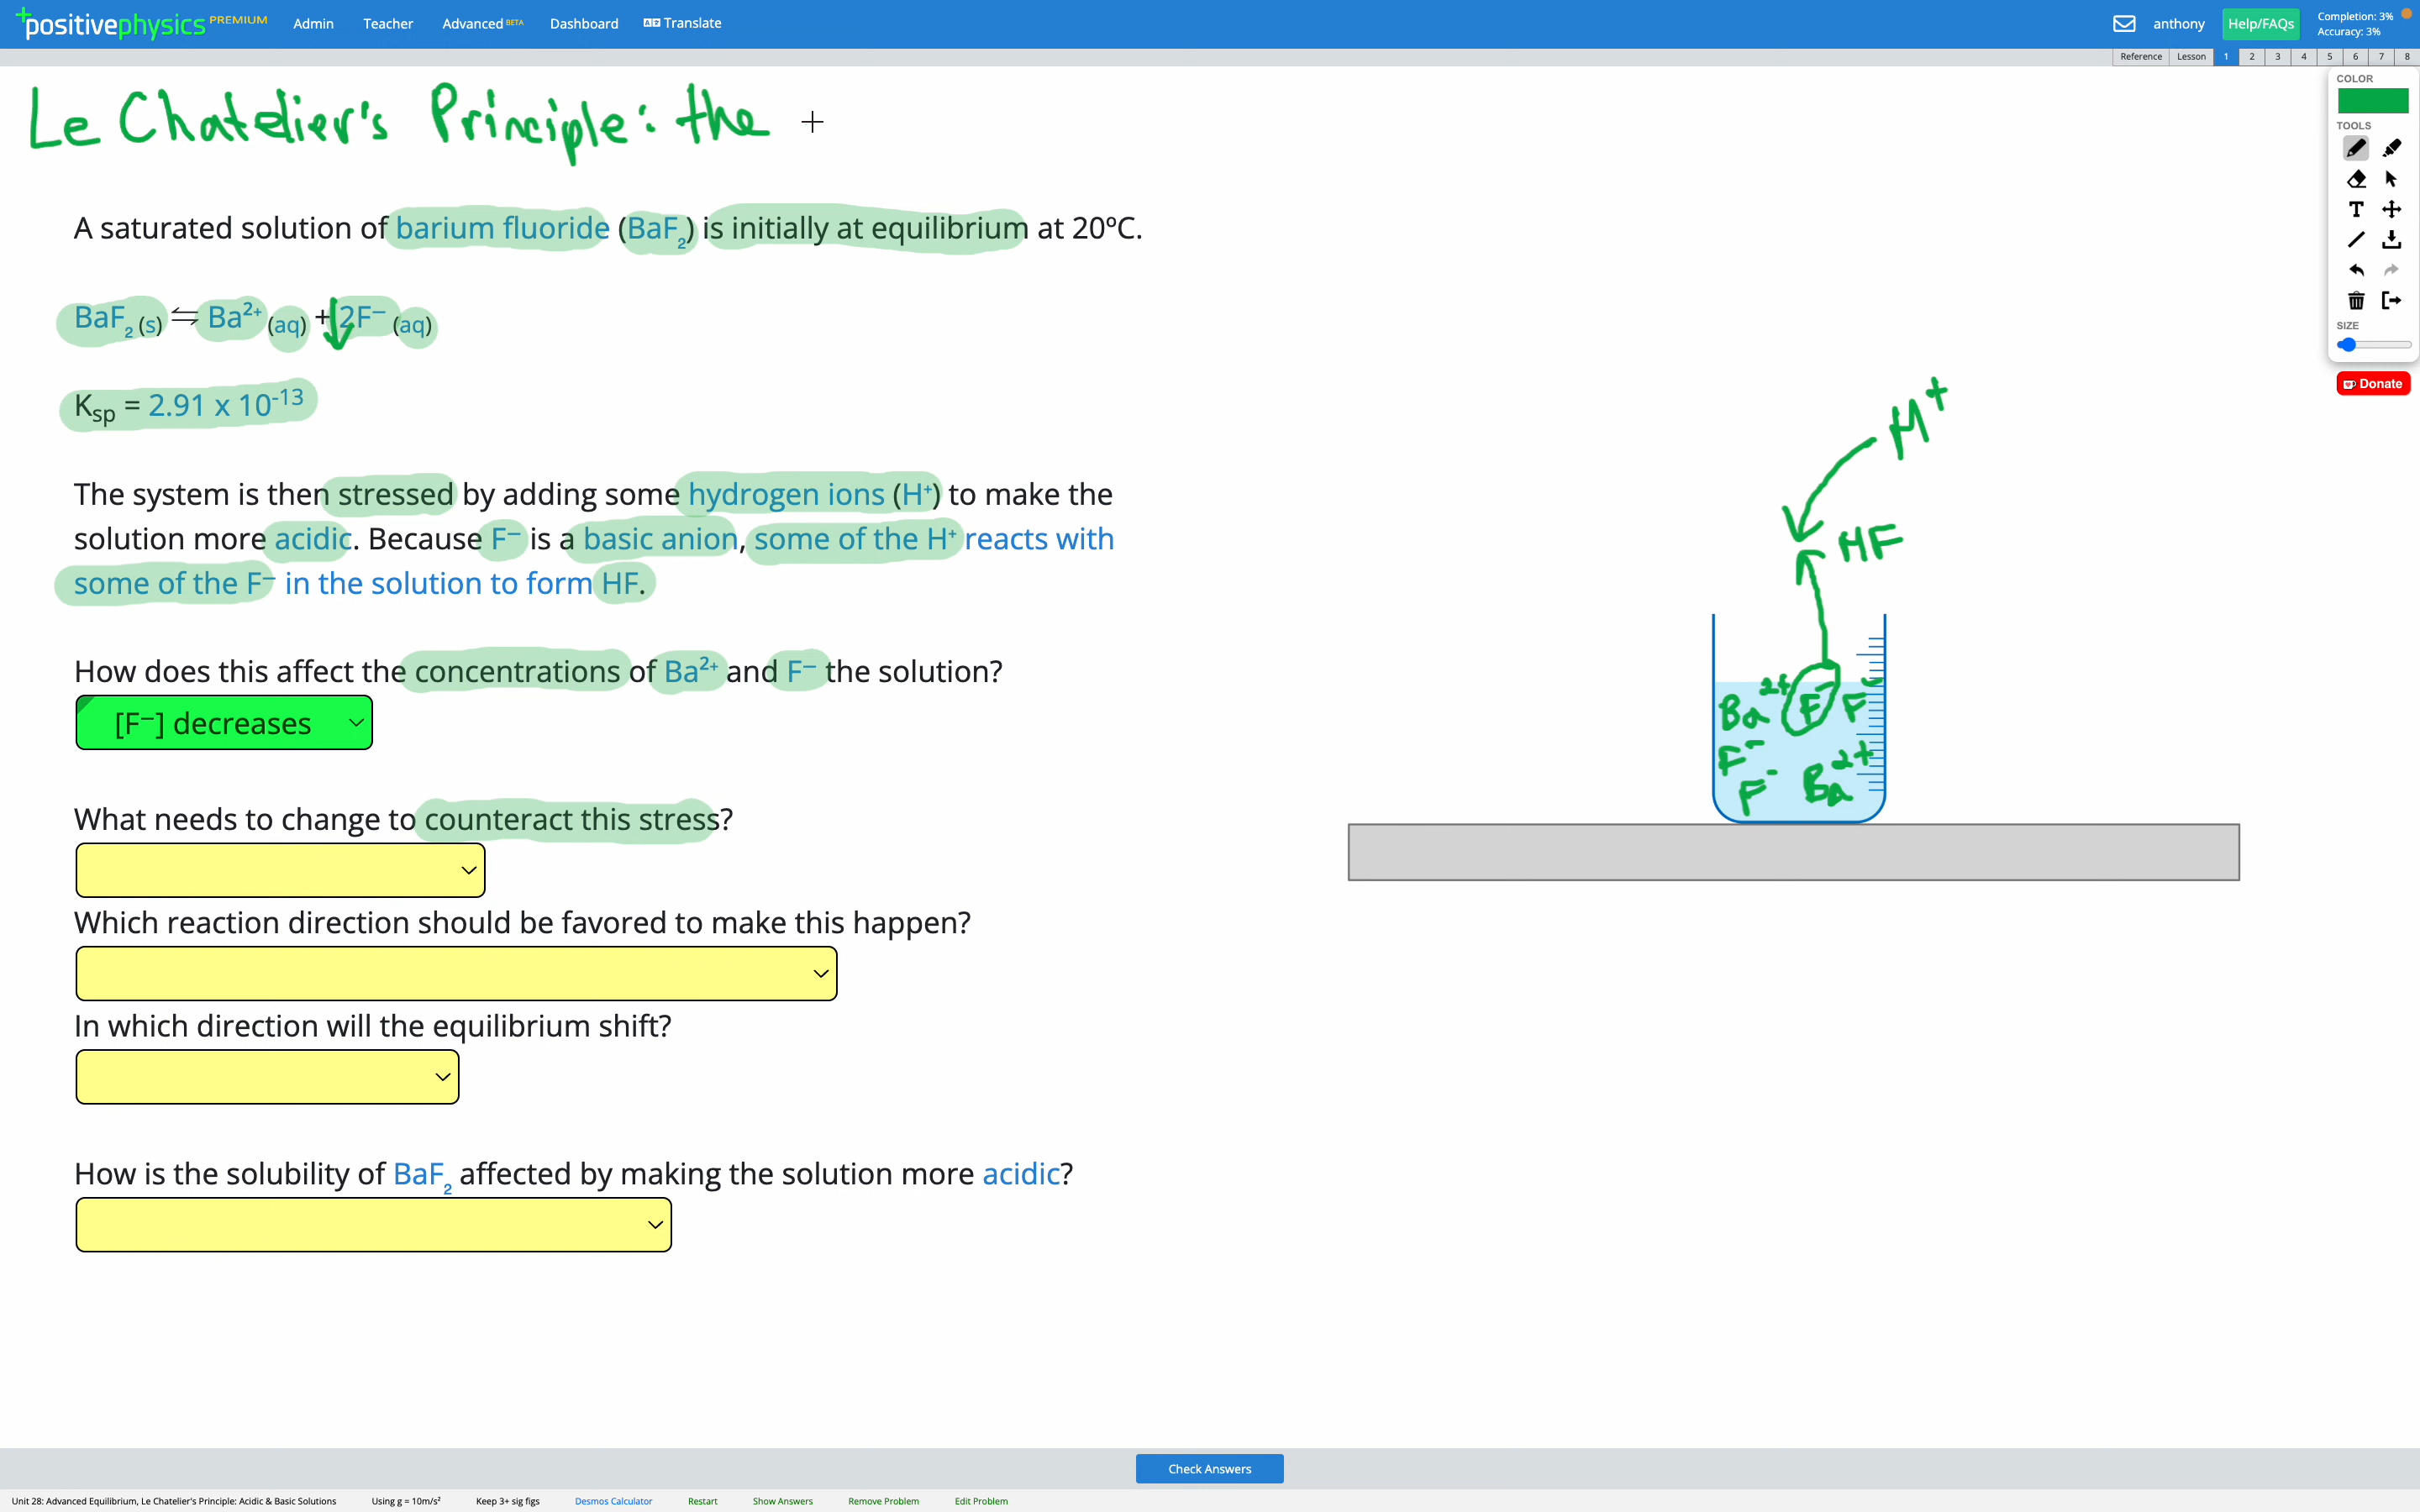 +positivephysics PREMIUM Admin Teacher Advanced BETA Dashboard Translate anthony Help/FAQs Completion: 3%
Accuracy: 3%
Reference Lesson 1 2 3 4 5 6 7 8
COLOR
TOOLS
SIZE
Donate
Le Chatelier's Principle: the
A saturated solution of barium fluoride (BaF₂) is initially at equilibrium at 20ºC.
BaF₂ (s) ⇋ Ba²⁺ (aq) + 2F⁻ (aq)
Ksp = 2.91 x 10⁻¹³
The system is then stressed by adding some hydrogen ions (H⁺) to make the
solution more acidic. Because F⁻ is a basic anion, some of the H⁺ reacts with
some of the F⁻ in the solution to form HF.
How does this affect the concentrations of Ba²⁺ and F⁻ the solution?
[F⁻] decreases
What needs to change to counteract this stress?
Which reaction direction should be favored to make this happen?
In which direction will the equilibrium shift?
How is the solubility of BaF₂ affected by making the solution more acidic?
H⁺
HF
Ba²⁺ F⁻ F⁻
F⁻
F⁻ Ba²⁺
Check Answers
Unit 28: Advanced Equilibrium, Le Chatelier's Principle: Acidic & Basic Solutions Using g = 10m/s² Keep 3+ sig figs Desmos Calculator Restart Show Answers Remove Problem Edit Problem